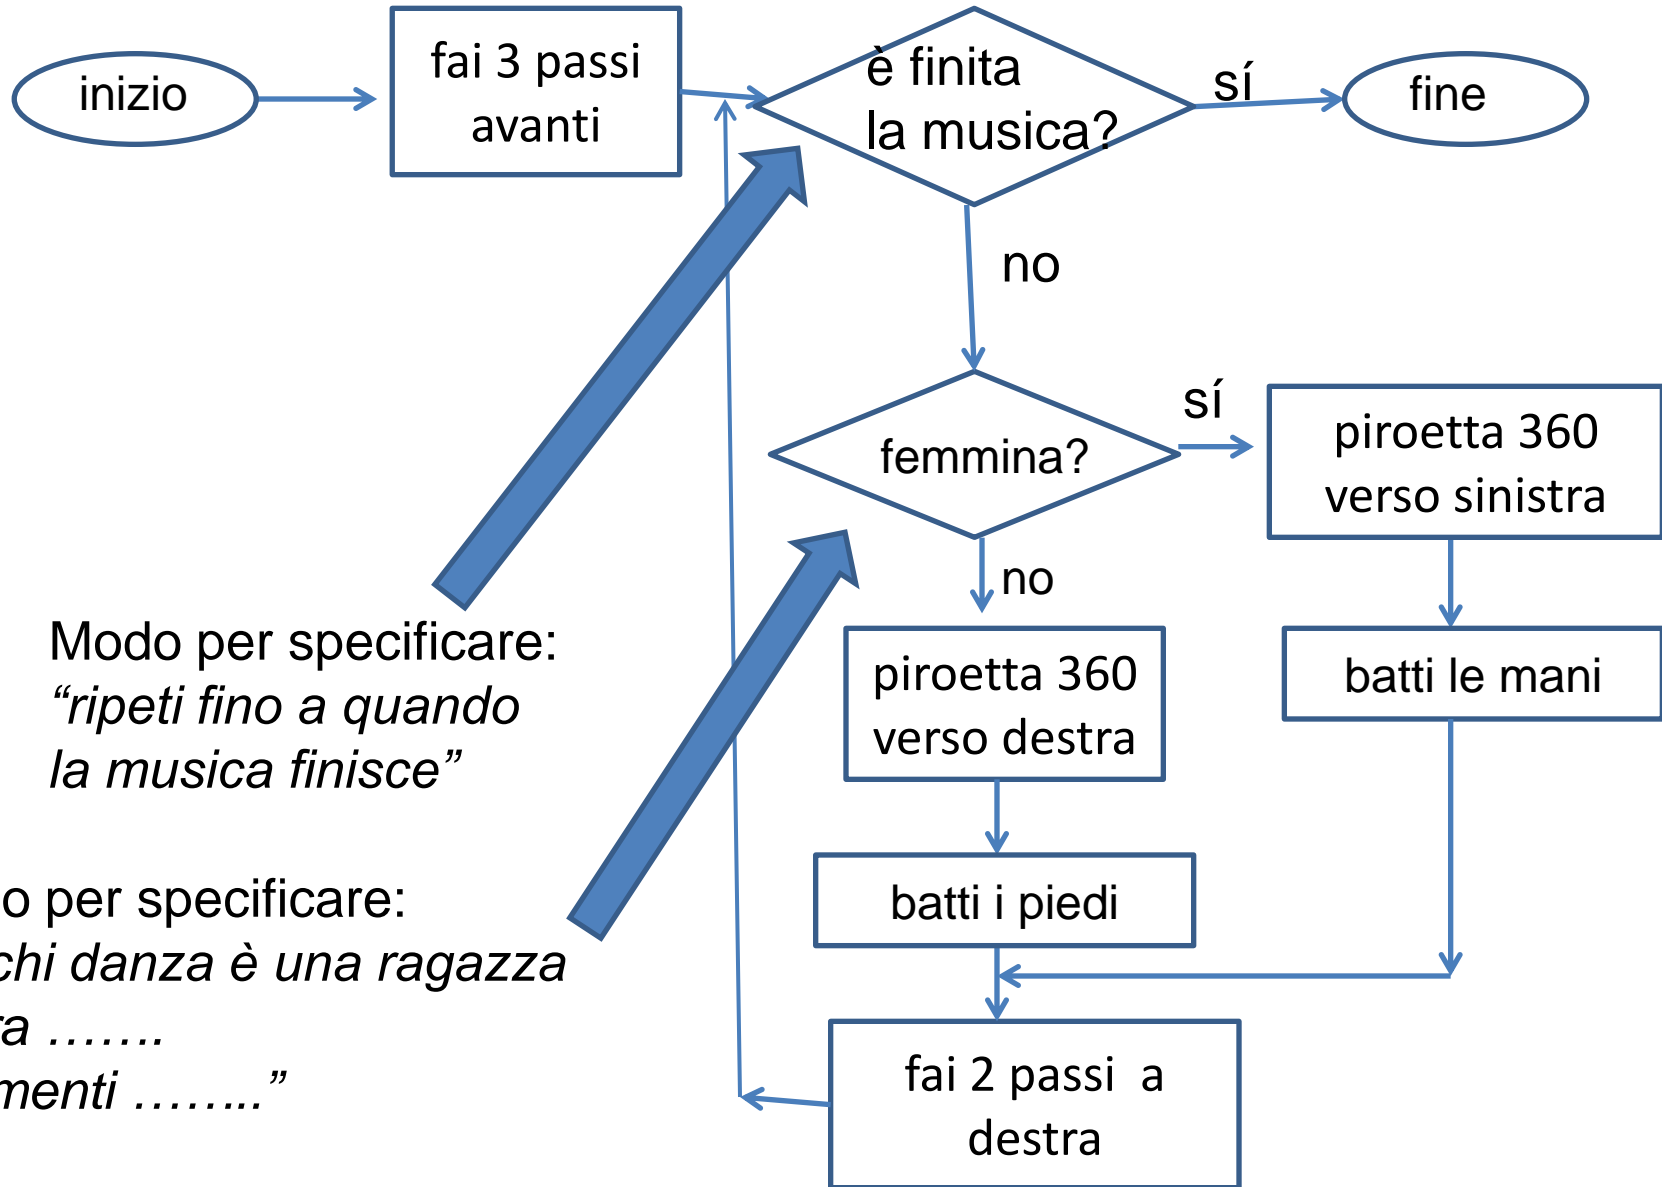 inizio
fai 3 passi
avanti
è finita
la musica?
sí
fine
no
femmina?
sí
piroetta 360
verso sinistra
batti le mani
no
piroetta 360
verso destra
batti i piedi
fai 2 passi a
destra
Modo per specificare:
“ripeti fino a quando
la musica finisce”
o per specificare:
chi danza è una ragazza
ra …….
menti ……..”